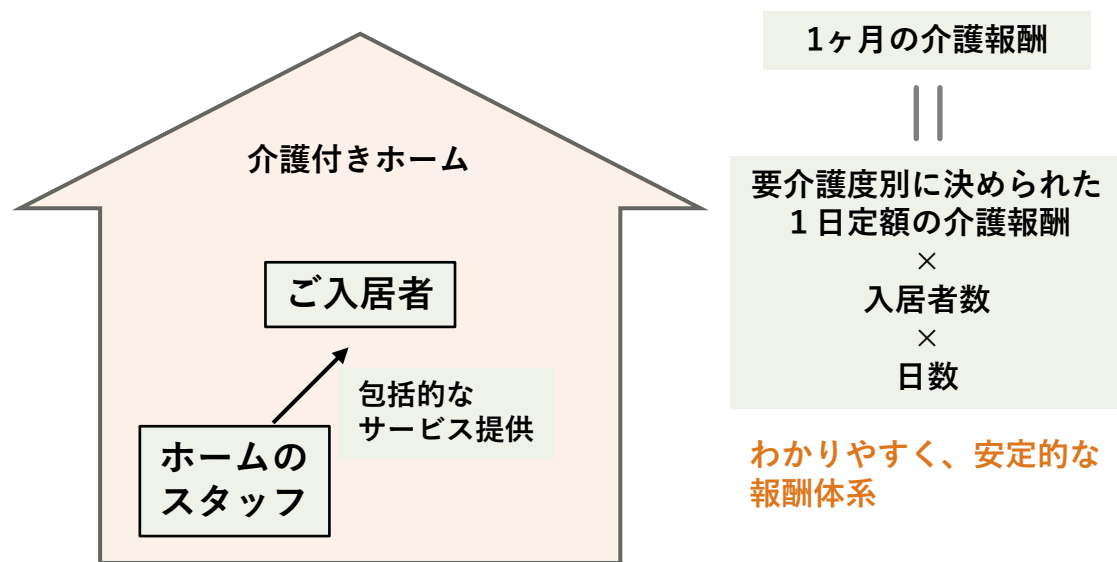 介護付きホーム
ご入居者
包括的な
サービス提供
ホームの
スタッフ
1ヶ月の介護報酬
要介護度別に決められた
1日定額の介護報酬
×
入居者数
×
日数
わかりやすく、安定的な
報酬体系